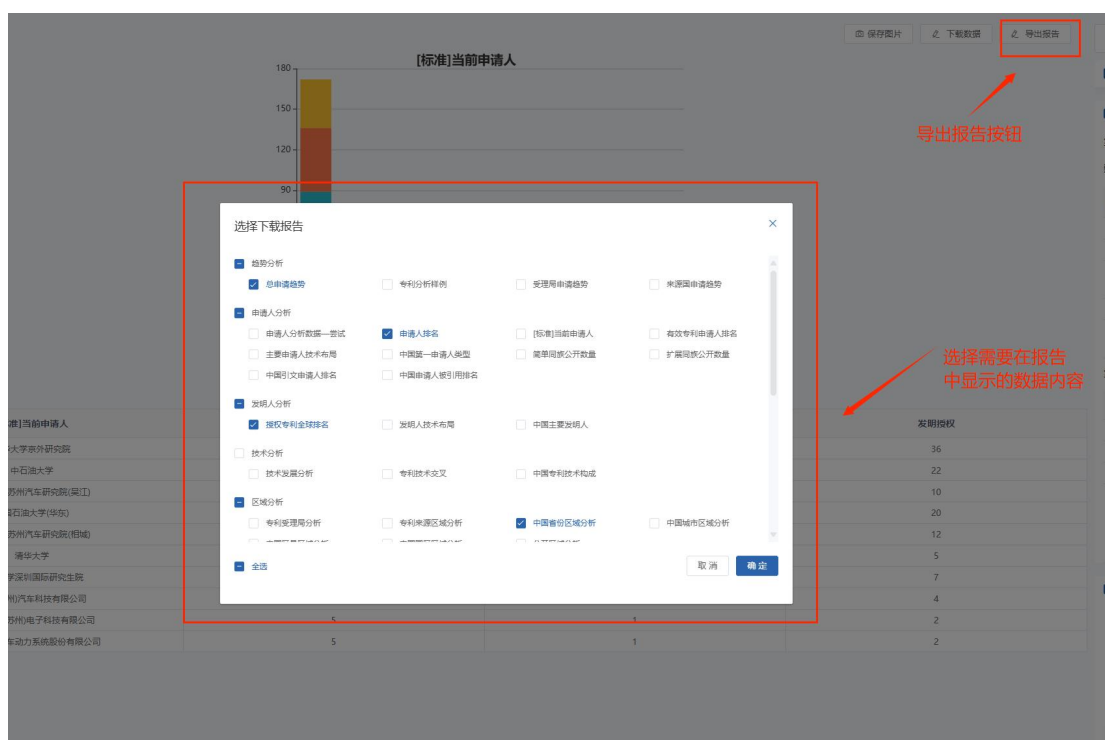 保存图片 下载数据 导出报告
[标准]当前申请人
180
150
120
90
导出报告按钮
选择下载报告
趋势分析
总申请趋势 专利分析样例 受理局申请趋势 来源国申请趋势
申请人分析
申请人分析数据—尝试 申请人排名 [标准]当前申请人 有效专利申请人排名
主要申请人技术布局 中国第一申请人类型 简单同族公开数量 扩展同族公开数量
中国引文申请人排名 中国申请人被引用排名
选择需要在报告
中显示的数据内容
发明人分析
授权专利全球排名 发明人技术布局 中国主要发明人
技术分析
技术发展分析 专利技术交叉 中国专利技术构成
区域分析
专利受理局分析 专利来源区域分析 中国省份区域分析 中国城市区域分析
全选 取消 确定
准]当前申请人 发明授权
大学京外研究院 36
中石油大学 22
苏州汽车研究院(吴江) 10
石油大学(华东) 20
苏州汽车研究院(相城) 12
清华大学 5
学深圳国际研究生院 7
州)汽车科技有限公司 4
苏州)电子科技有限公司 5 1 2
车动力系统股份有限公司 5 1 2